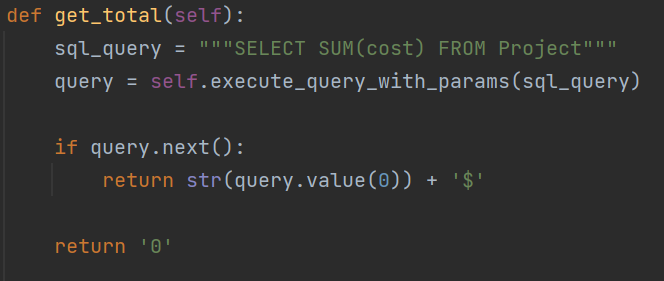 def get_total(self):
    sql_query = """SELECT SUM(cost) FROM Project"""
    query = self.execute_query_with_params(sql_query)
    if query.next():
        return str(query.value(0)) + '$'
    return '0'